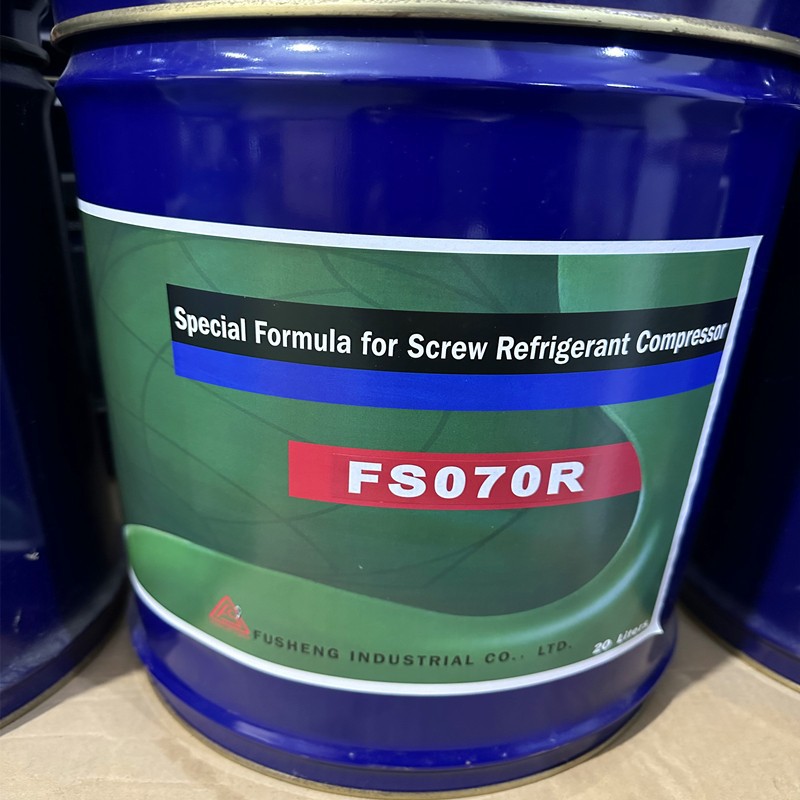 Special Formula for Screw Refrigerant Compressor
FS070R
FUSHENG INDUSTRIAL CO., LTD.
20 Liters